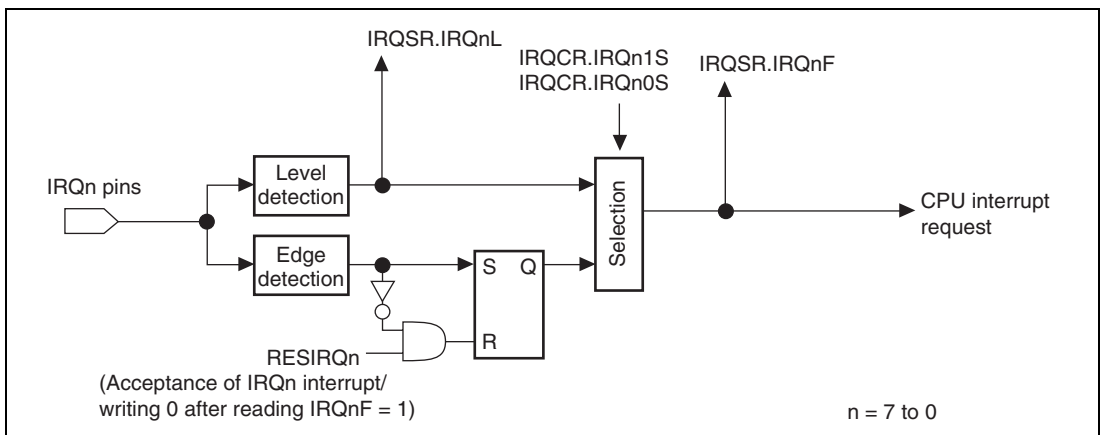 IRQSR.IRQnL
IRQCR.IRQn1S
IRQCR.IRQn0S
IRQSR.IRQnF
IRQn pins
Level
detection
Edge
detection
S Q
R
Selection
CPU interrupt
request
RESIRQn
(Acceptance of IRQn interrupt/
writing 0 after reading IRQnF = 1)
n = 7 to 0